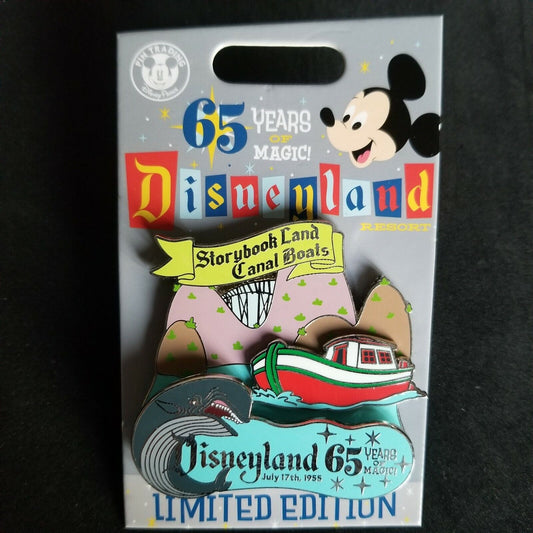 PIN TRADING
Disney Parks
65 YEARS
OF
MAGIC!
Disneyland
RESORT
Storybook Land
Canal Boats
Disneyland 65 YEARS
OF
MAGIC!
July 17th, 1955
LIMITED EDITION